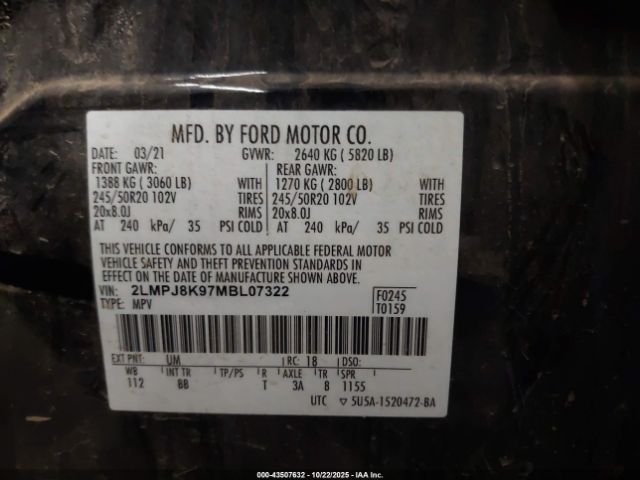 MFD. BY FORD MOTOR CO.
DATE: 03/21 GVWR: 2640 KG ( 5820 LB)
FRONT GAWR: REAR GAWR:
1388 KG ( 3060 LB) WITH 1270 KG ( 2800 LB) WITH
245/50R20 102V TIRES 245/50R20 102V TIRES
20x8.0J RIMS 20x8.0J RIMS
AT 240 kPa/ 35 PSI COLD AT 240 kPa/ 35 PSI COLD
THIS VEHICLE CONFORMS TO ALL APPLICABLE FEDERAL MOTOR
VEHICLE SAFETY AND THEFT PREVENTION STANDARDS IN
EFFECT ON THE DATE OF MANUFACTURE SHOWN ABOVE.
VIN: 2LMPJ8K97MBL07322 F0245
TYPE: MPV T0159
EXT PNT: UM RC: 18 DSO:
WB INT TR TP/PS R AXLE TR SPR
112 BB T 3A 8 1155
UTC ▽ 5U5A-1520472-BA
000-43507632 - 10/22/2025 - IAA, Inc.